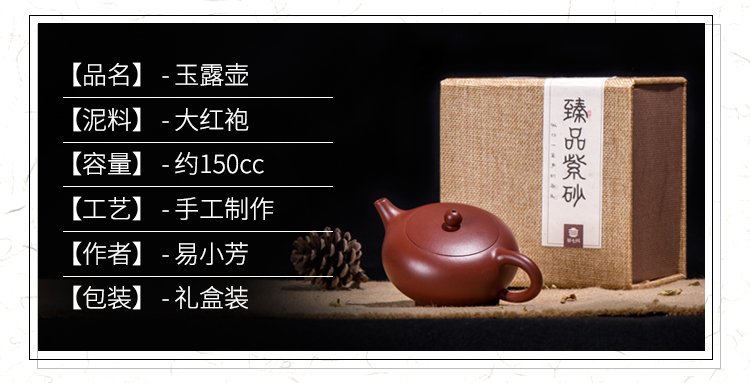 【品名】 - 玉露壶
【泥料】 - 大红袍
【容量】 - 约150cc
【工艺】 - 手工制作
【作者】 - 易小芳
【包装】 - 礼盒装
臻品紫砂